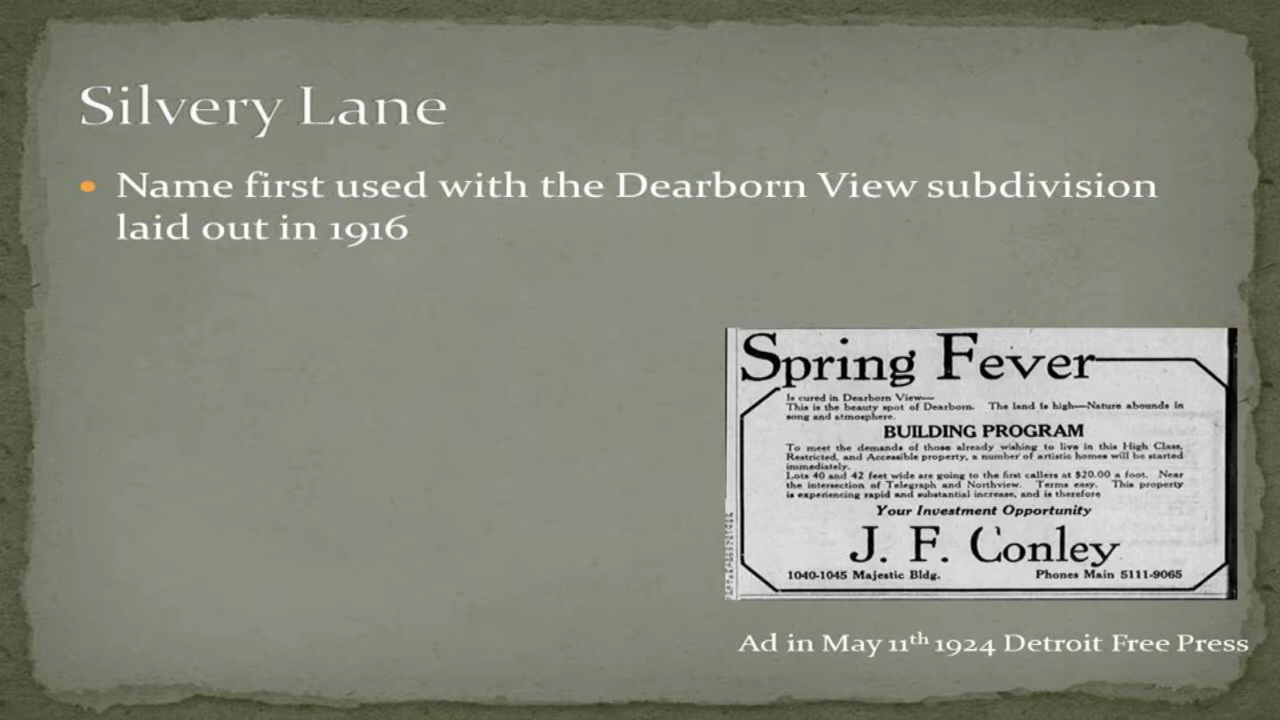 Silvery Lane
• Name first used with the Dearborn View subdivision
laid out in 1916
Spring Fever
Is cured in Dearborn View—
This is the beauty spot of Dearborn. The land is high—Nature abounds in
song and atmosphere.
BUILDING PROGRAM
To meet the demands of those already wishing to live in this High Class,
Restricted, and Accessible property, a number of artistic homes will be started
immediately.
Lots 40 and 42 feet wide are going to the first callers at $20.00 a foot. Near
the intersection of Telegraph and Northview. Terms easy. This property
is experiencing rapid and substantial increase, and is therefore
Your Investment Opportunity
J. F. Conley
1040-1045 Majestic Bldg. Phones Main 5111-9065
Ad in May 11th 1924 Detroit Free Press